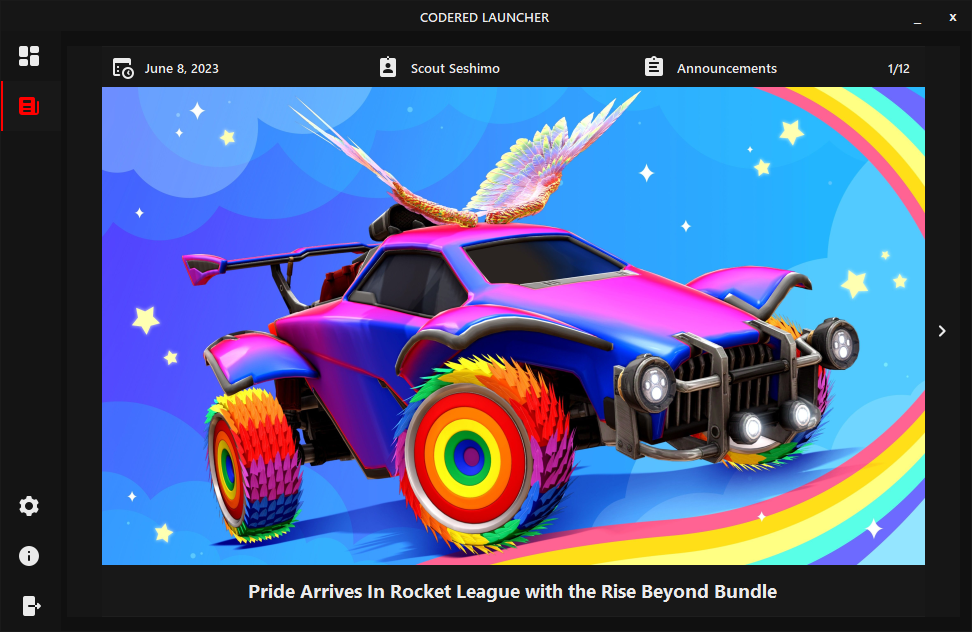 CODERED LAUNCHER
_ x
June 8, 2023
Scout Seshimo
Announcements
1/12
Pride Arrives In Rocket League with the Rise Beyond Bundle